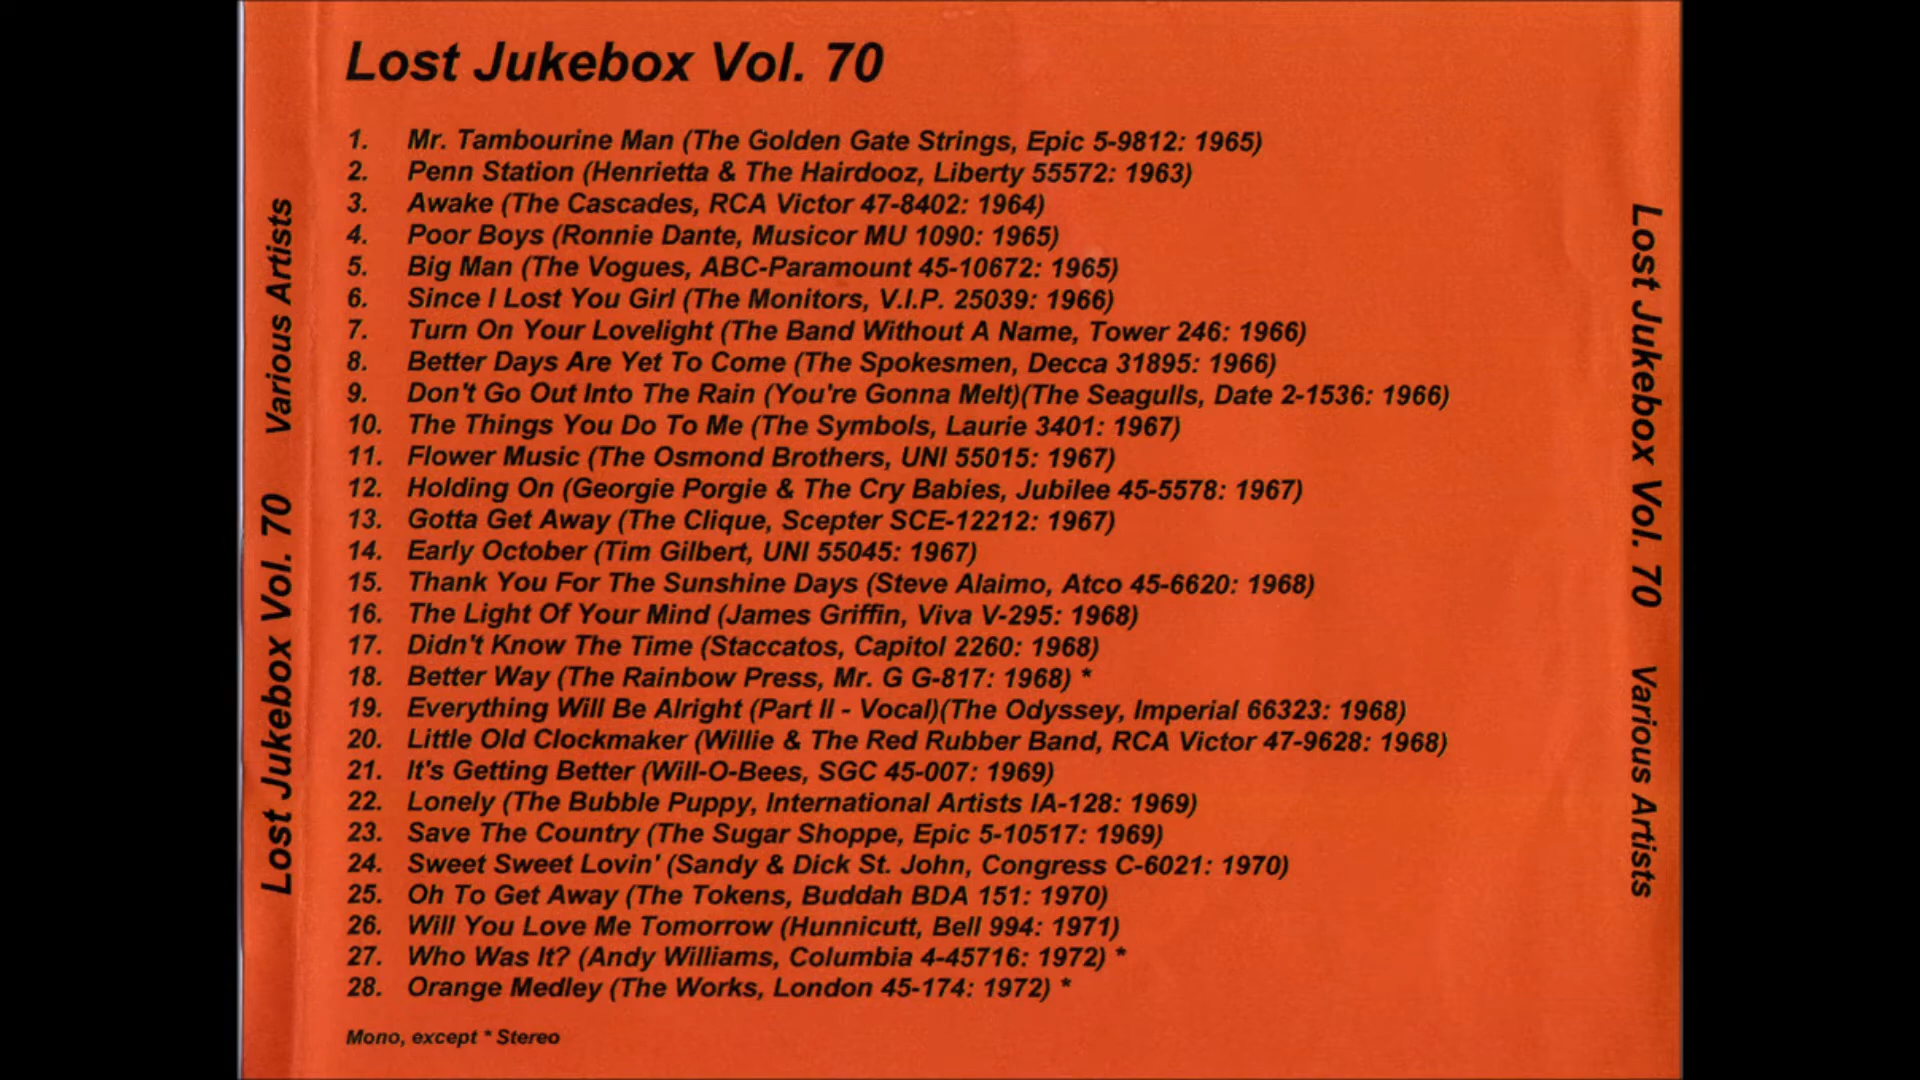 Lost Jukebox Vol. 70
1. Mr. Tambourine Man (The Golden Gate Strings, Epic 5-9812: 1965)
2. Penn Station (Henrietta & The Hairdooz, Liberty 55572: 1963)
3. Awake (The Cascades, RCA Victor 47-8402: 1964)
4. Poor Boys (Ronnie Dante, Musicor MU 1090: 1965)
5. Big Man (The Vogues, ABC-Paramount 45-10672: 1965)
6. Since I Lost You Girl (The Monitors, V.I.P. 25039: 1966)
7. Turn On Your Lovelight (The Band Without A Name, Tower 246: 1966)
8. Better Days Are Yet To Come (The Spokesmen, Decca 31895: 1966)
9. Don't Go Out Into The Rain (You're Gonna Melt)(The Seagulls, Date 2-1536: 1966)
10. The Things You Do To Me (The Symbols, Laurie 3401: 1967)
11. Flower Music (The Osmond Brothers, UNI 55015: 1967)
12. Holding On (Georgie Porgie & The Cry Babies, Jubilee 45-5578: 1967)
13. Gotta Get Away (The Clique, Scepter SCE-12212: 1967)
14. Early October (Tim Gilbert, UNI 55045: 1967)
15. Thank You For The Sunshine Days (Steve Alaimo, Atco 45-6620: 1968)
16. The Light Of Your Mind (James Griffin, Viva V-295: 1968)
17. Didn't Know The Time (Staccatos, Capitol 2260: 1968)
18. Better Way (The Rainbow Press, Mr. G G-817: 1968) *
19. Everything Will Be Alright (Part II - Vocal)(The Odyssey, Imperial 66323: 1968)
20. Little Old Clockmaker (Willie & The Red Rubber Band, RCA Victor 47-9628: 1968)
21. It's Getting Better (Will-O-Bees, SGC 45-007: 1969)
22. Lonely (The Bubble Puppy, International Artists IA-128: 1969)
23. Save The Country (The Sugar Shoppe, Epic 5-10517: 1969)
24. Sweet Sweet Lovin' (Sandy & Dick St. John, Congress C-6021: 1970)
25. Oh To Get Away (The Tokens, Buddah BDA 151: 1970)
26. Will You Love Me Tomorrow (Hunnicutt, Bell 994: 1971)
27. Who Was It? (Andy Williams, Columbia 4-45716: 1972) *
28. Orange Medley (The Works, London 45-174: 1972) *
Mono, except * Stereo
Lost Jukebox Vol. 70 Various Artists
Lost Jukebox Vol. 70 Various Artists